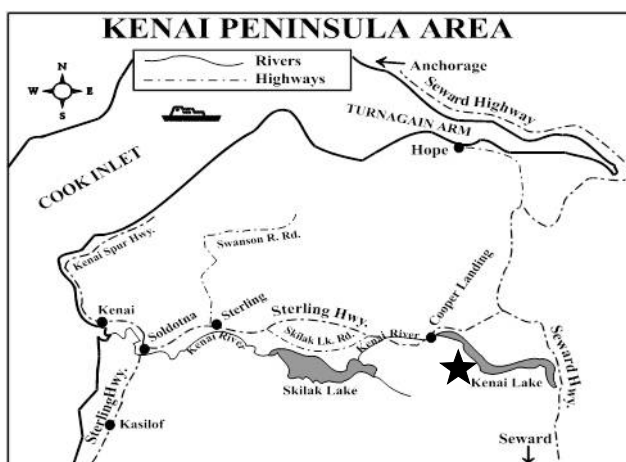 KENAI PENINSULA AREA
Rivers
Highways
N
W E
S
Anchorage
Seward Highway
TURNAGAIN ARM
Hope
COOK INLET
Kenai Spur Hwy.
Swanson R. Rd.
Kenai
Soldotna
Sterling
Sterling Hwy.
Skilak Lk. Rd.
Kenai River
Kenai River
Cooper Landing
Skilak Lake
Kenai Lake
Seward Hwy.
Sterling Hwy.
Kasilof
Seward